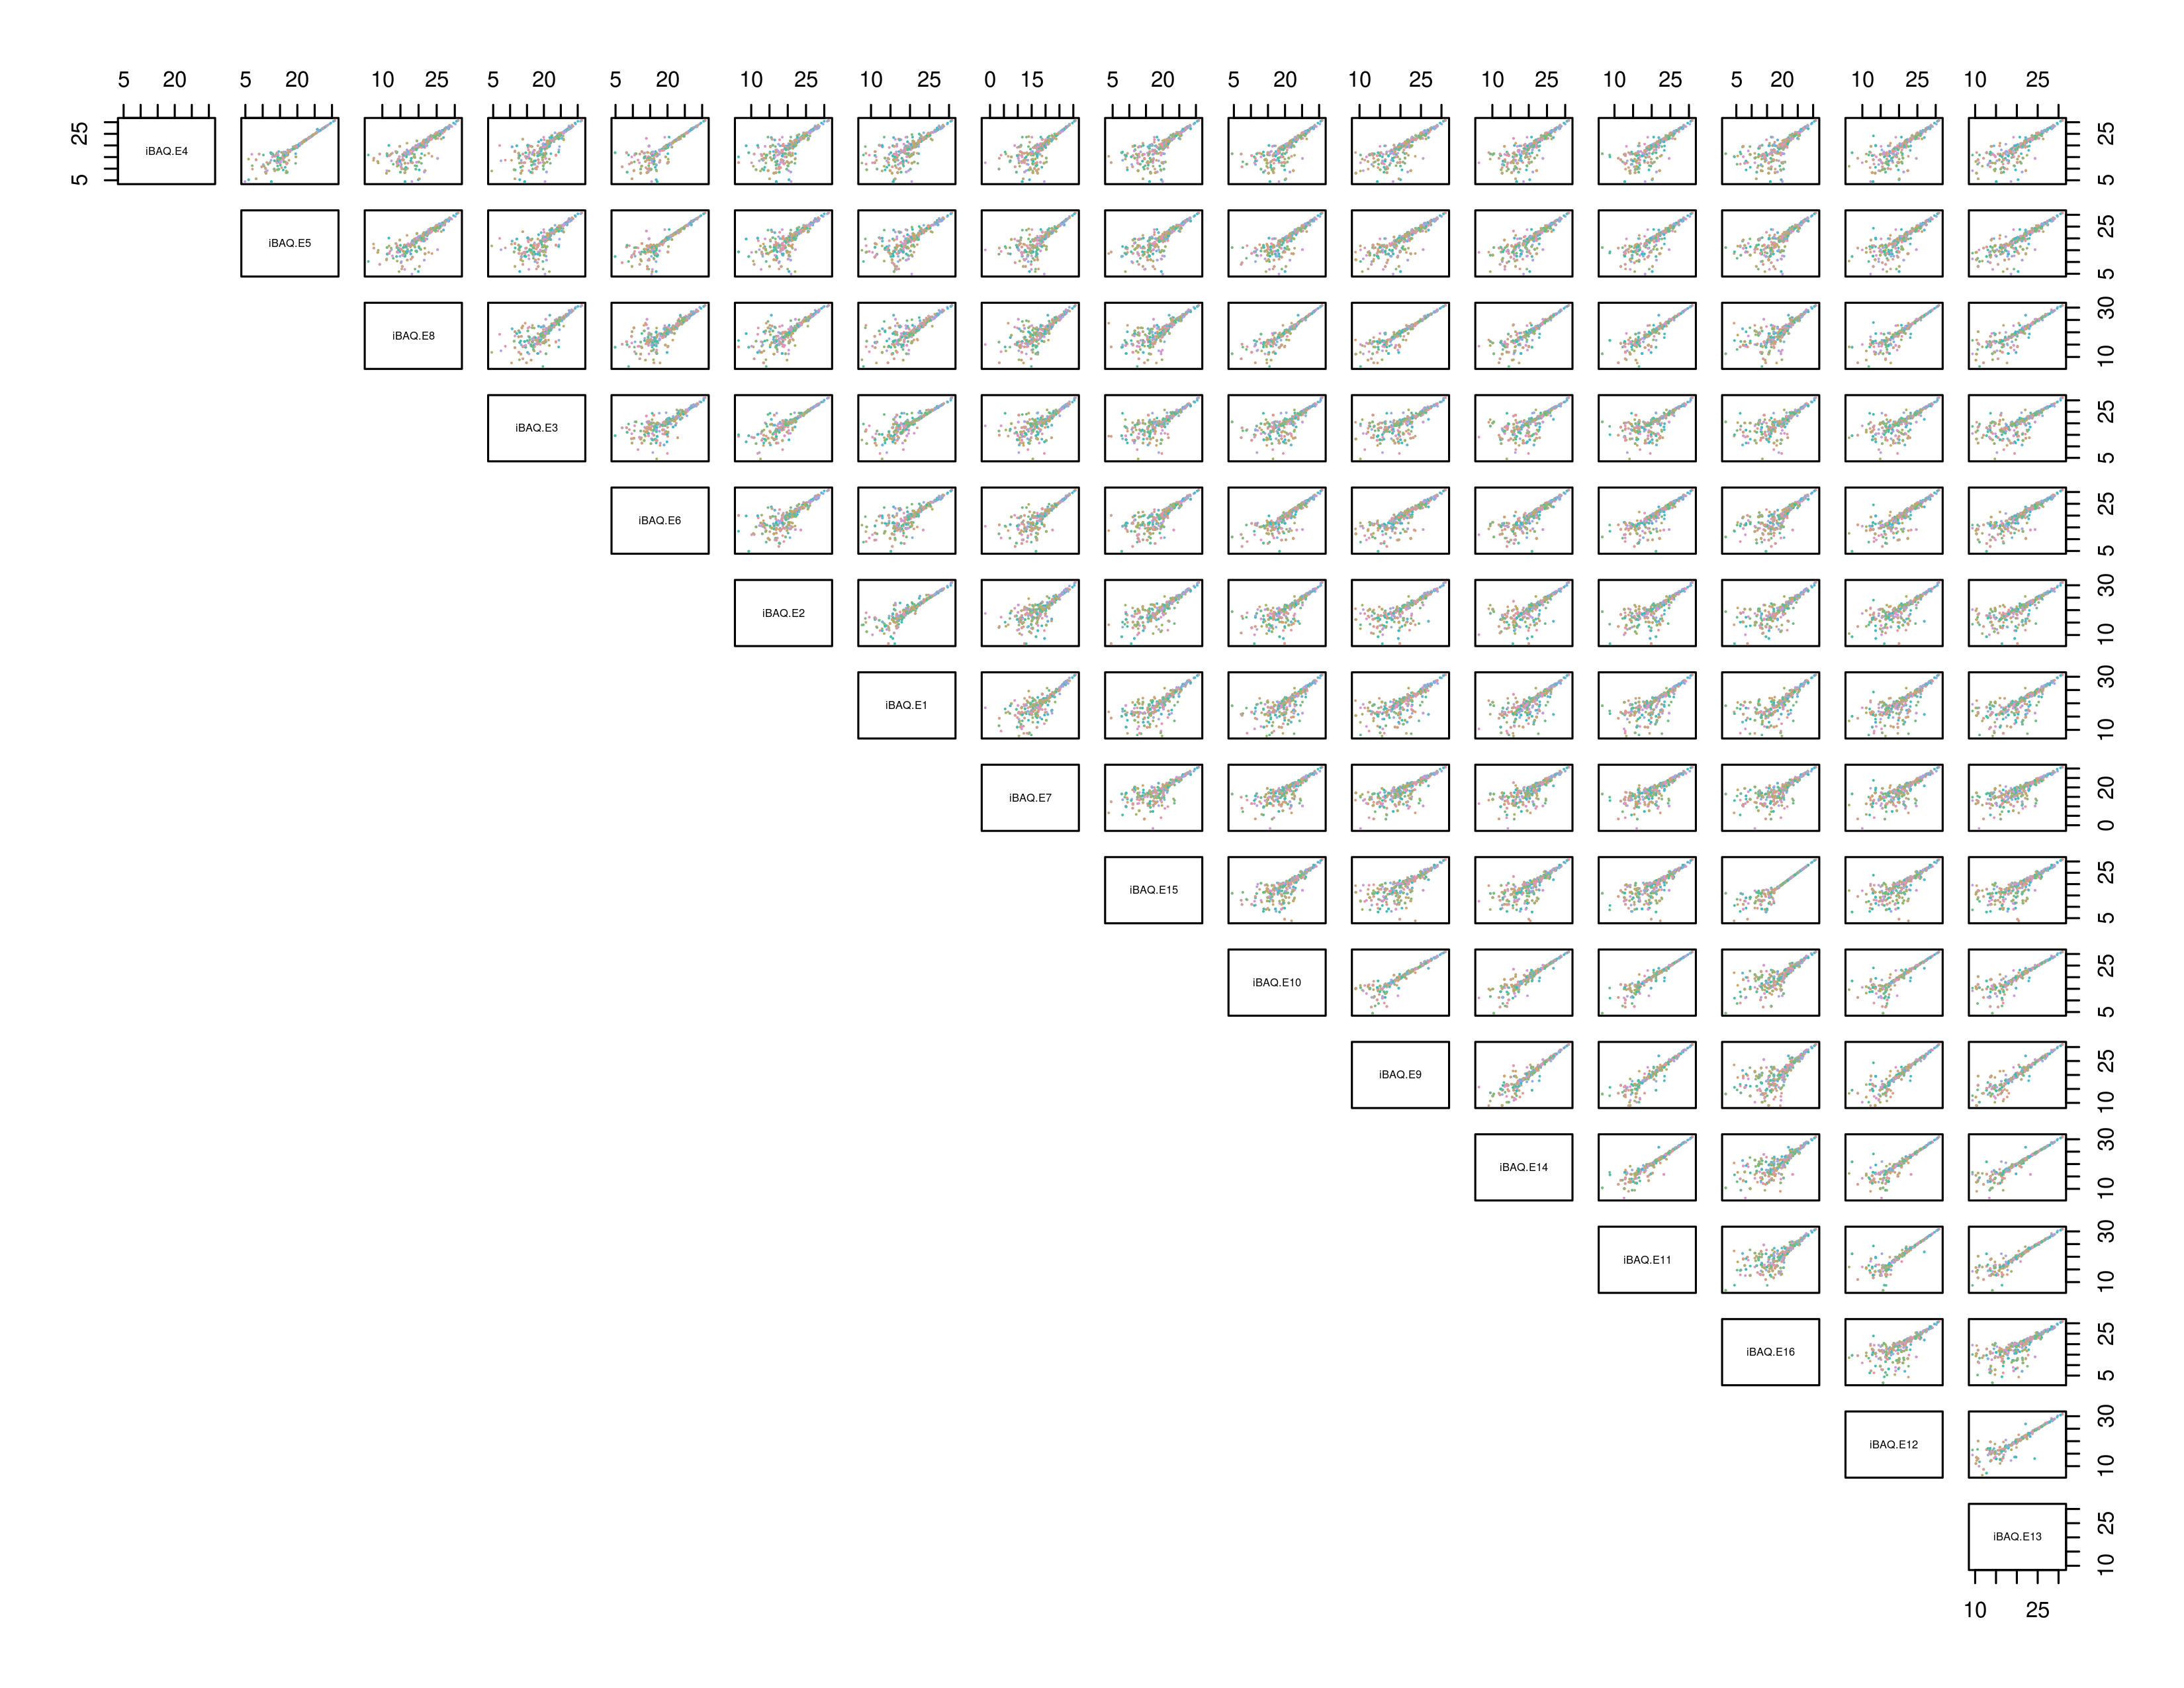 5 20 5 20 10 25 5 20 5 20 10 25 10 25 0 15 5 20 5 20 10 25 10 25 10 25 5 20 10 25 10 25
5 25 iBAQ.E4 5 25
iBAQ.E5 5 25
iBAQ.E8 10 30
iBAQ.E3 5 25
iBAQ.E6 5 25
iBAQ.E2 10 30
iBAQ.E1 10 30
iBAQ.E7 0 20
iBAQ.E15 5 25
iBAQ.E10 5 25
iBAQ.E9 10 25
iBAQ.E14 10 30
iBAQ.E11 10 30
iBAQ.E16 5 25
iBAQ.E12 10 30
iBAQ.E13 10 25
10 25